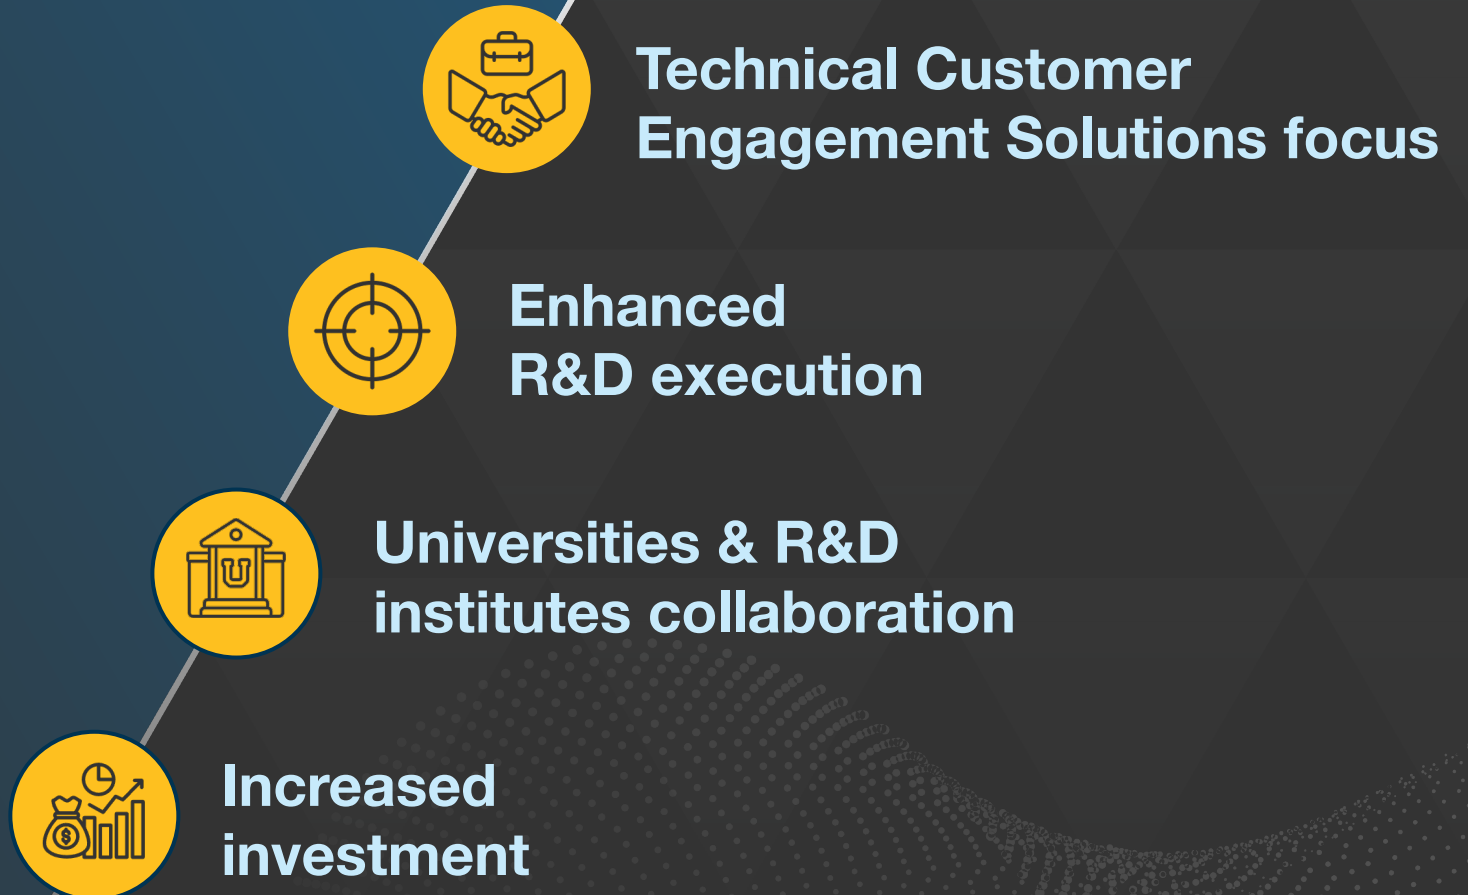 Technical Customer
Engagement Solutions focus
Enhanced
R&D execution
Universities & R&D
institutes collaboration
U
Increased
investment
$